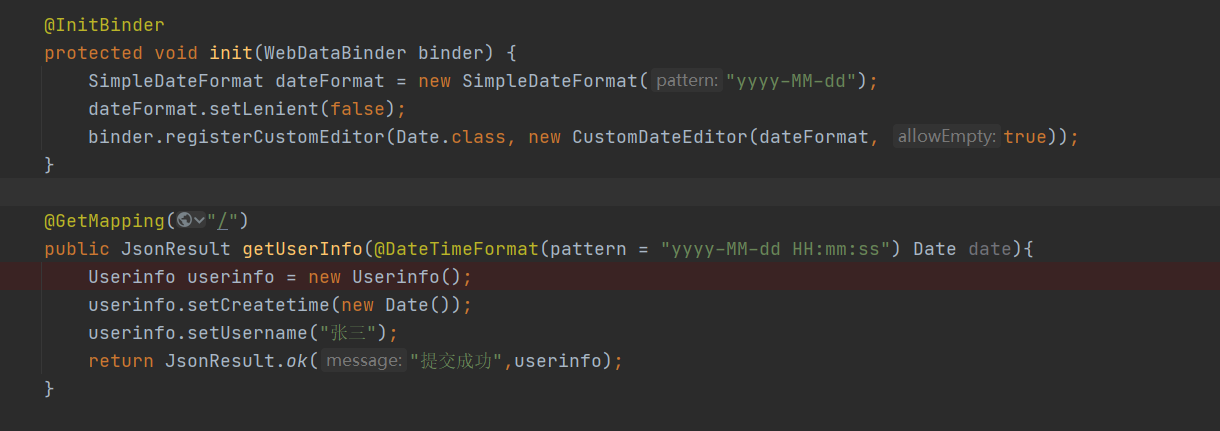 @InitBinder
protected void init(WebDataBinder binder) {
SimpleDateFormat dateFormat = new SimpleDateFormat( pattern: "yyyy-MM-dd");
dateFormat.setLenient(false);
binder.registerCustomEditor(Date.class, new CustomDateEditor(dateFormat, allowEmpty: true));
}
@GetMapping("/")
public JsonResult getUserInfo(@DateTimeFormat(pattern = "yyyy-MM-dd HH:mm:ss") Date date){
Userinfo userinfo = new Userinfo();
userinfo.setCreatetime(new Date());
userinfo.setUsername("张三");
return JsonResult.ok( message: "提交成功",userinfo);
}